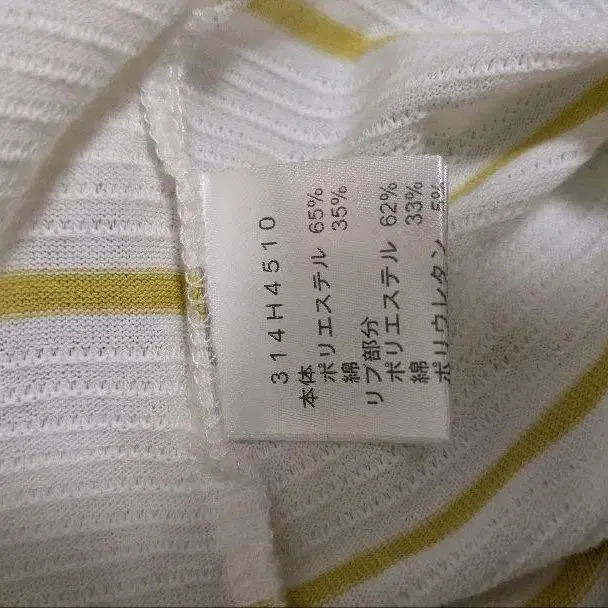 314H4510
本体
ポリエステル 65%
綿 35%
リブ部分
ポリエステル 62%
綿 33%
ポリウレタン 5%